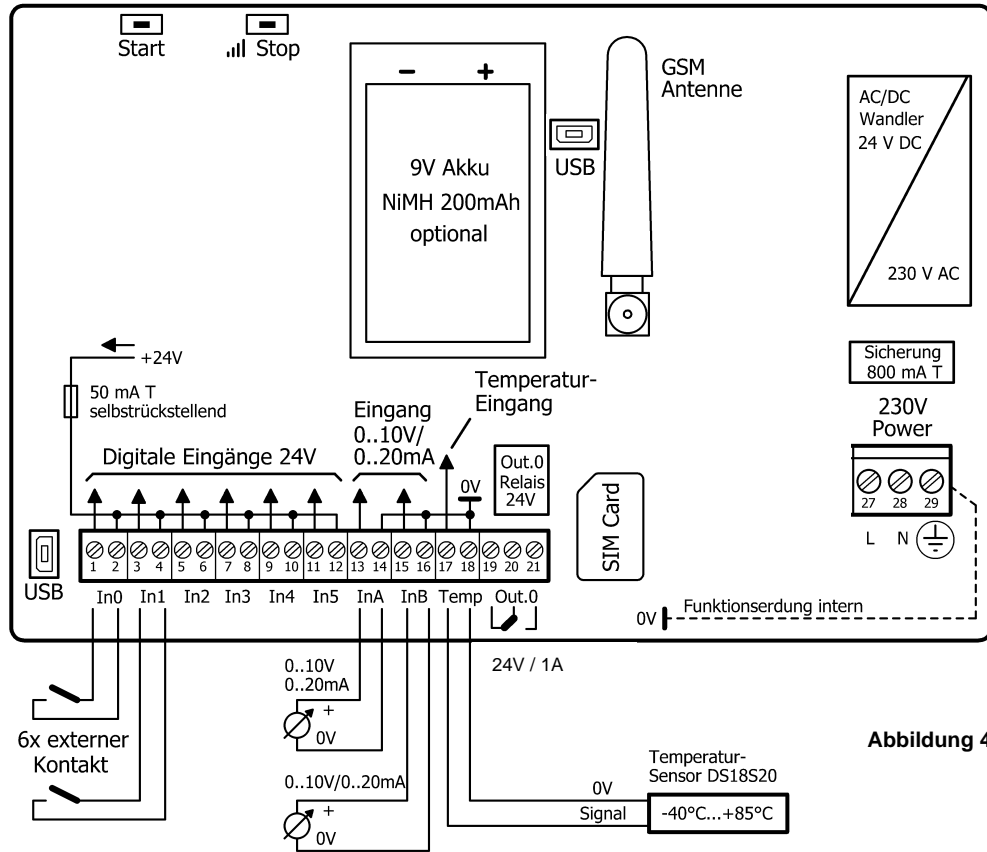 Start
Stop
GSM
Antenne
− +
USB
9V Akku
NiMH 200mAh
optional
AC/DC
Wandler
24 V DC
230 V AC
+24V
50 mA T
selbstrückstellend
Sicherung
800 mA T
230V
Power
Temperatur-
Eingang
Eingang
0..10V/
0..20mA
Digitale Eingänge 24V
0V
Out.0
Relais
24V
SIM Card
27 28 29
L N
USB
1 2 3 4 5 6 7 8 9 10 11 12 13 14 15 16 17 18 19 20 21
In0 In1 In2 In3 In4 In5 InA InB Temp Out.0
0V
Funktionserdung intern
24V / 1A
0..10V
0..20mA
+
0V
6x externer
Kontakt
0..10V/0..20mA
+
0V
Abbildung 4
Temperatur-
Sensor DS18S20
0V
Signal
-40°C...+85°C